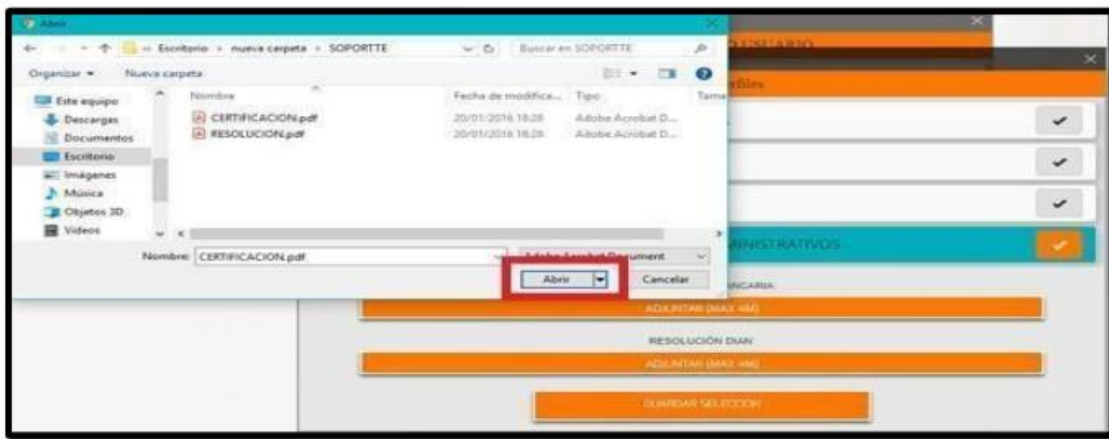 Abrir
Escritorio > nueva carpeta > SOPORTTE
Buscar en SOPORTTE
Organizar
Nueva carpeta
Este equipo
Descargas
Documentos
Escritorio
Imágenes
Música
Objetos 3D
Videos
Nombre
Fecha de modifica...
Tipo
CERTIFICACION.pdf
20/01/2016 18:28
Adobe Acrobat D...
RESOLUCION.pdf
20/01/2016 18:28
Adobe Acrobat D...
Nombre:
CERTIFICACION.pdf
Adobe Acrobat Document
Abrir
Cancelar
USUARIO
MINISTRATIVOS
NCARIA
ADJUNTAR (MAX 4M)
RESOLUCIÓN DIAN
ADJUNTAR (MAX 4M)
GUARDAR SELECCION